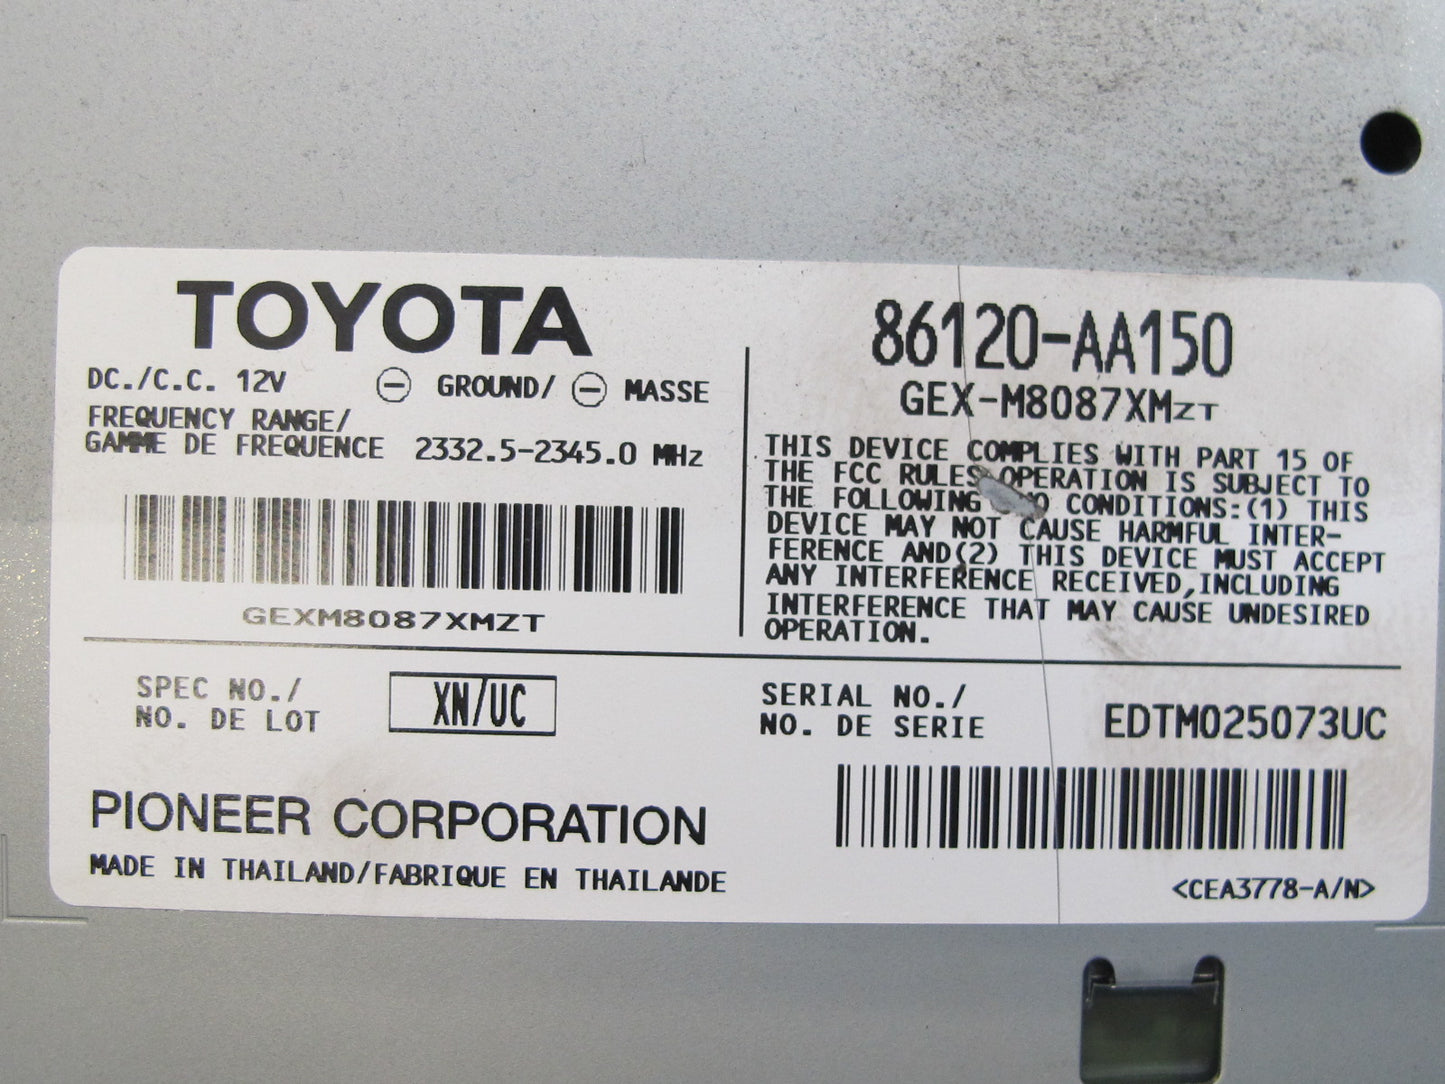 TOYOTA
DC./C.C. 12V ⊖ GROUND/ ⊖ MASSE
FREQUENCY RANGE/
GAMME DE FREQUENCE 2332.5-2345.0 MHz
GEXM8087XMZT
86120-AA150
GEX-M8087XMZT
THIS DEVICE COMPLIES WITH PART 15 OF
THE FCC RULES OPERATION IS SUBJECT TO
THE FOLLOWING CONDITIONS:(1) THIS
DEVICE MAY NOT CAUSE HARMFUL INTER-
FERENCE AND(2) THIS DEVICE MUST ACCEPT
ANY INTERFERENCE RECEIVED,INCLUDING
INTERFERENCE THAT MAY CAUSE UNDESIRED
OPERATION.
SPEC NO./
NO. DE LOT
XN/UC
SERIAL NO./
NO. DE SERIE
EDTM025073UC
PIONEER CORPORATION
MADE IN THAILAND/FABRIQUE EN THAILANDE
<CEA3778-A/N>